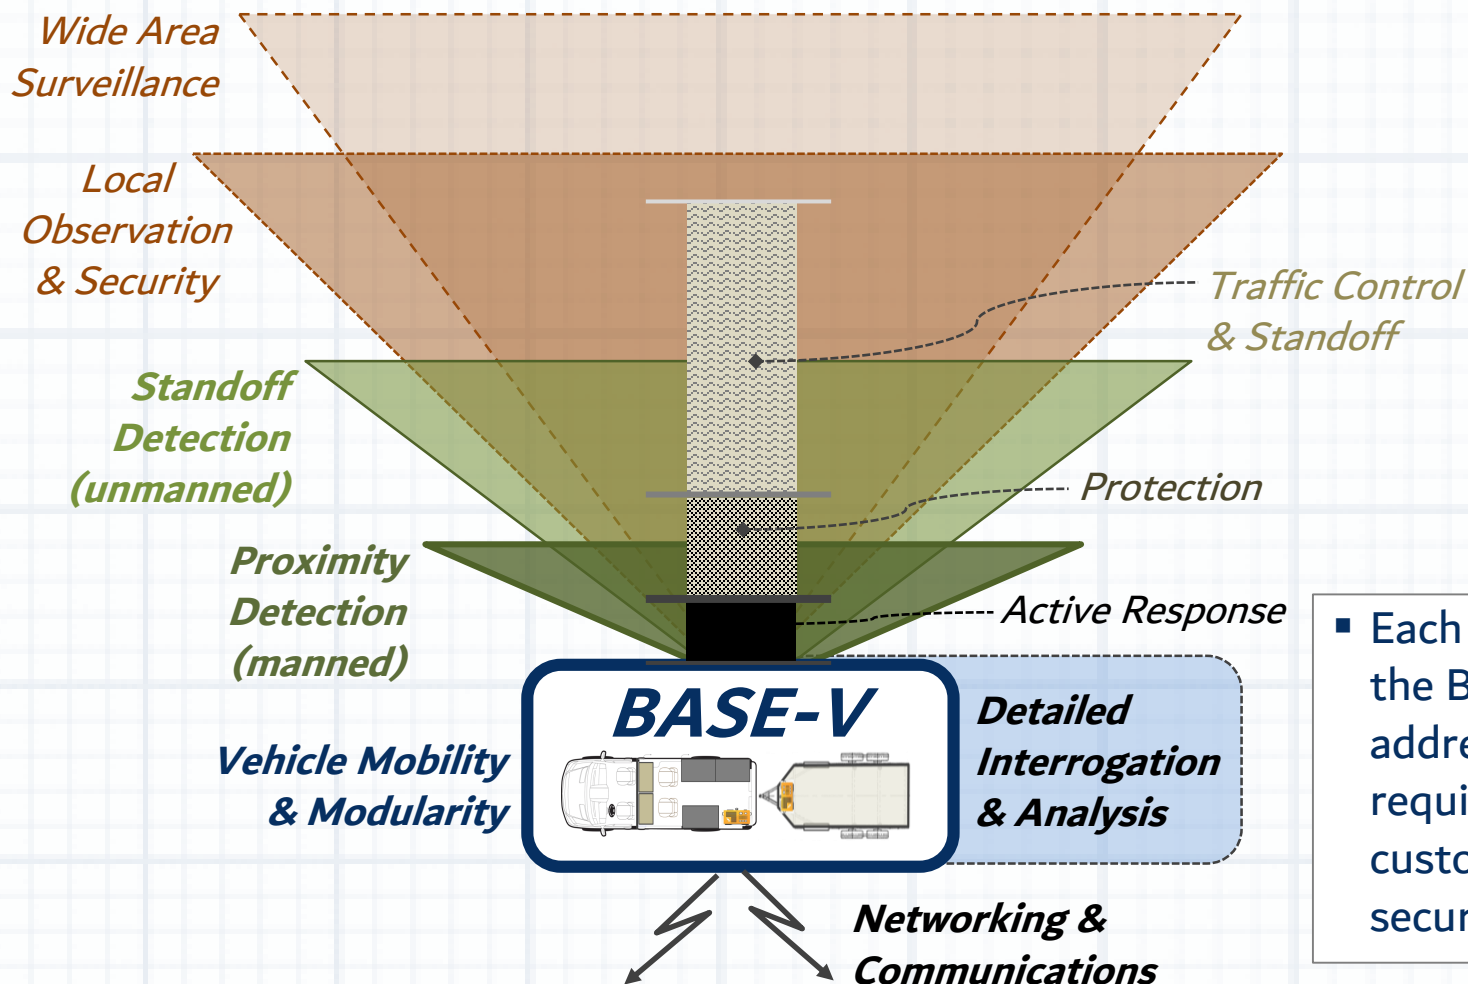 Wide Area
Surveillance
Local
Observation
& Security
Traffic Control
& Standoff
Standoff
Detection
(unmanned)
Protection
Proximity
Detection
(manned)
Active Response
BASE-V
Vehicle Mobility
& Modularity
Detailed
Interrogation
& Analysis
Networking &
Communications
▪ Each
the B
addre
requi
custo
secur